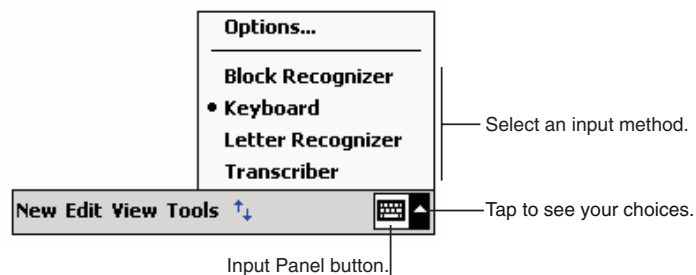 Options...
Block Recognizer
Keyboard
Letter Recognizer
Transcriber
Select an input method.
New Edit View Tools
Tap to see your choices.
Input Panel button.